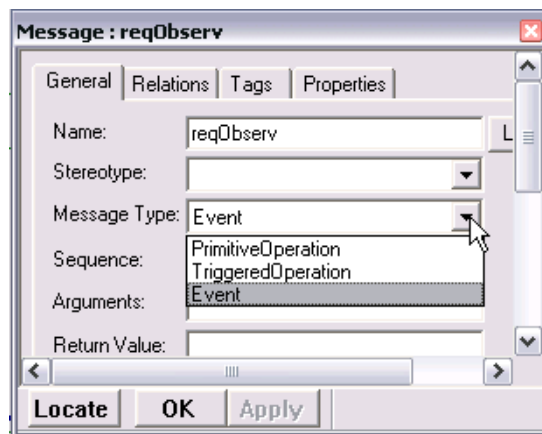 Message : reqObserv
General Relations Tags Properties
Name: reqObserv L
Stereotype:
Message Type: Event
PrimitiveOperation
Sequence: TriggeredOperation
Event
Arguments:
Return Value:
Locate OK Apply